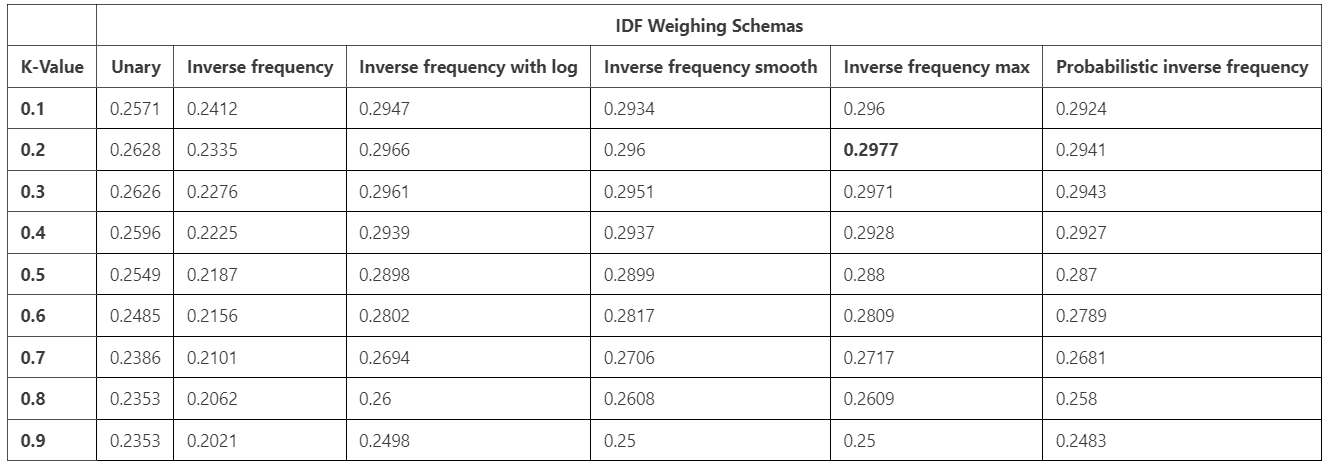 IDF Weighing Schemas
K-Value Unary Inverse frequency Inverse frequency with log Inverse frequency smooth Inverse frequency max Probabilistic inverse frequency
0.1 0.2571 0.2412 0.2947 0.2934 0.296 0.2924
0.2 0.2628 0.2335 0.2966 0.296 0.2977 0.2941
0.3 0.2626 0.2276 0.2961 0.2951 0.2971 0.2943
0.4 0.2596 0.2225 0.2939 0.2937 0.2928 0.2927
0.5 0.2549 0.2187 0.2898 0.2899 0.288 0.287
0.6 0.2485 0.2156 0.2802 0.2817 0.2809 0.2789
0.7 0.2386 0.2101 0.2694 0.2706 0.2717 0.2681
0.8 0.2353 0.2062 0.26 0.2608 0.2609 0.258
0.9 0.2353 0.2021 0.2498 0.25 0.25 0.2483